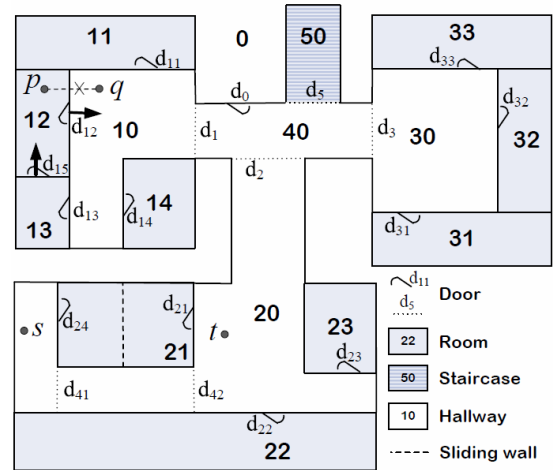 11
0
50
33
d₁₁
d₃₃
p
q
d₀
d₅
d₃₂
12
d₁₂
10
d₁
40
d₃
30
32
d₁₅
d₂
13
d₁₃
d₁₄
14
d₃₁
31
d₁₁
d₅
Door
s
d₂₄
d₂₁
t
20
23
21
d₂₃
22
Room
50
Staircase
d₄₁
d₄₂
10
Hallway
d₂₂
22
Sliding wall